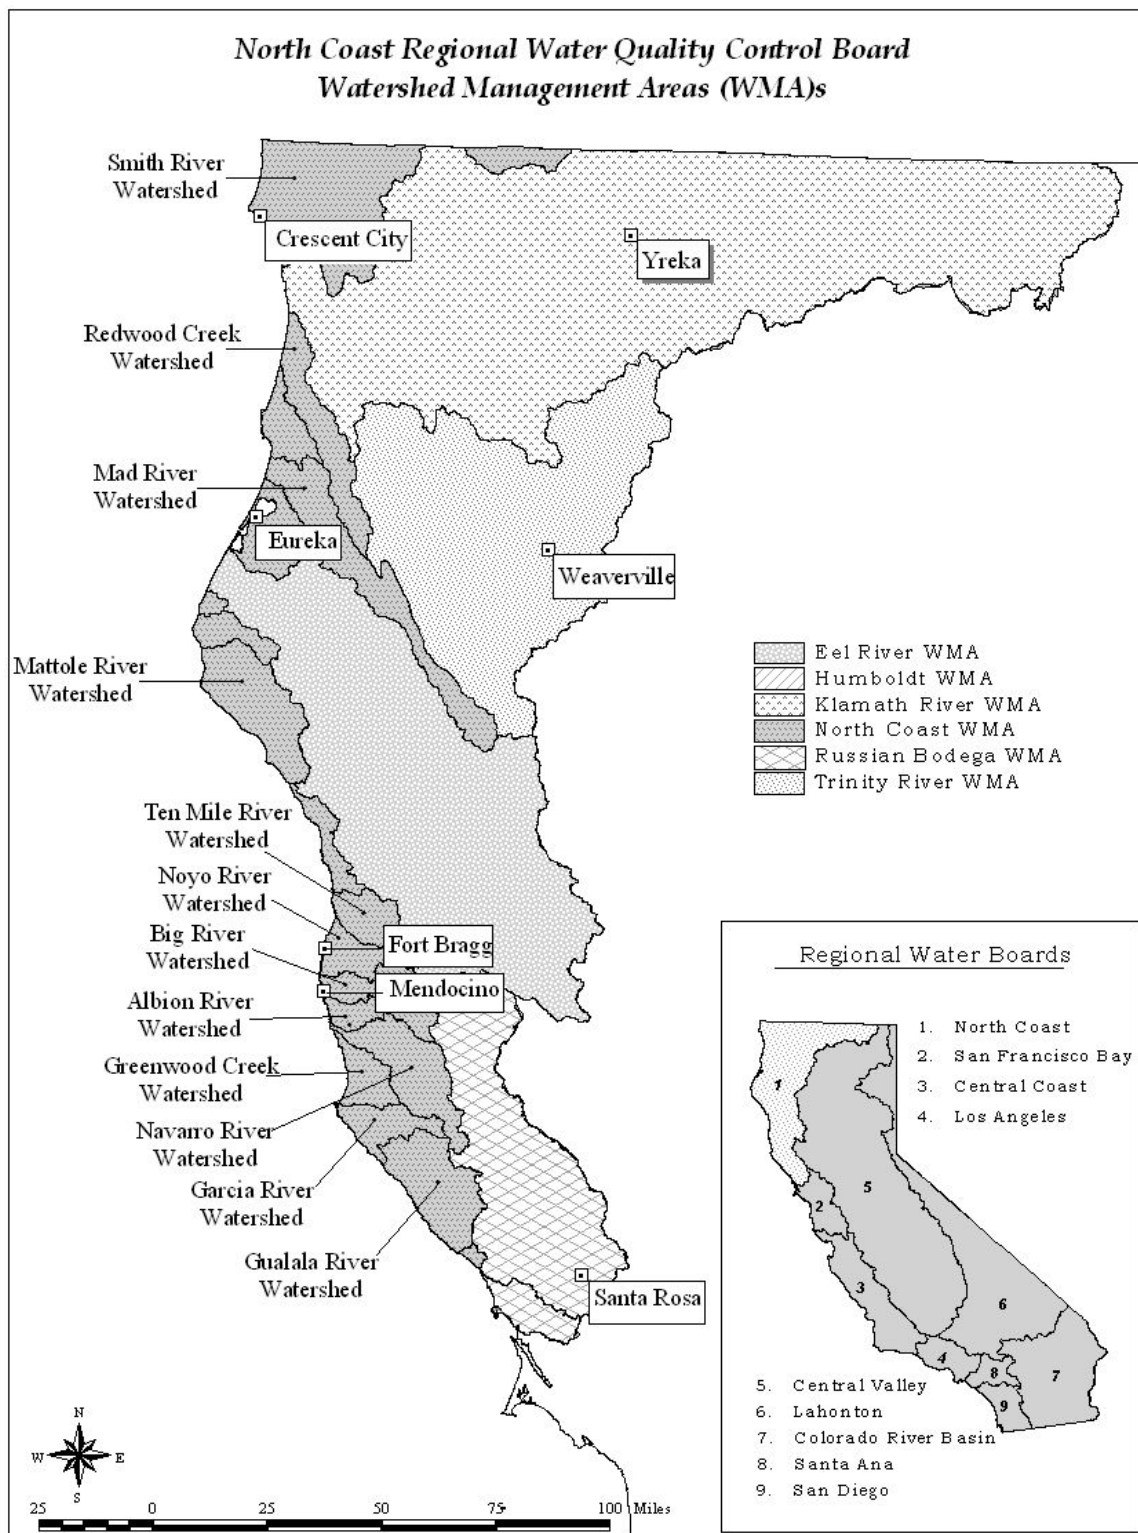 North Coast Regional Water Quality Control Board
Watershed Management Areas (WMA)s
Smith River
Watershed
Crescent City
Yreka
Redwood Creek
Watershed
Mad River
Watershed
Eureka
Weaverville
Mattole River
Watershed
Eel River WMA
Humboldt WMA
Klamath River WMA
North Coast WMA
Russian Bodega WMA
Trinity River WMA
Ten Mile River
Watershed
Noyo River
Watershed
Big River
Watershed
Fort Bragg
Mendocino
Albion River
Watershed
Greenwood Creek
Watershed
Navarro River
Watershed
Garcia River
Watershed
Gualala River
Watershed
Santa Rosa
Regional Water Boards
1. North Coast
2. San Francisco Bay
3. Central Coast
4. Los Angeles
1
5
2
3
6
4
8
7
9
5. Central Valley
6. Lahonton
7. Colorado River Basin
8. Santa Ana
9. San Diego
N
W E
S
25 0 25 50 75 100 Miles